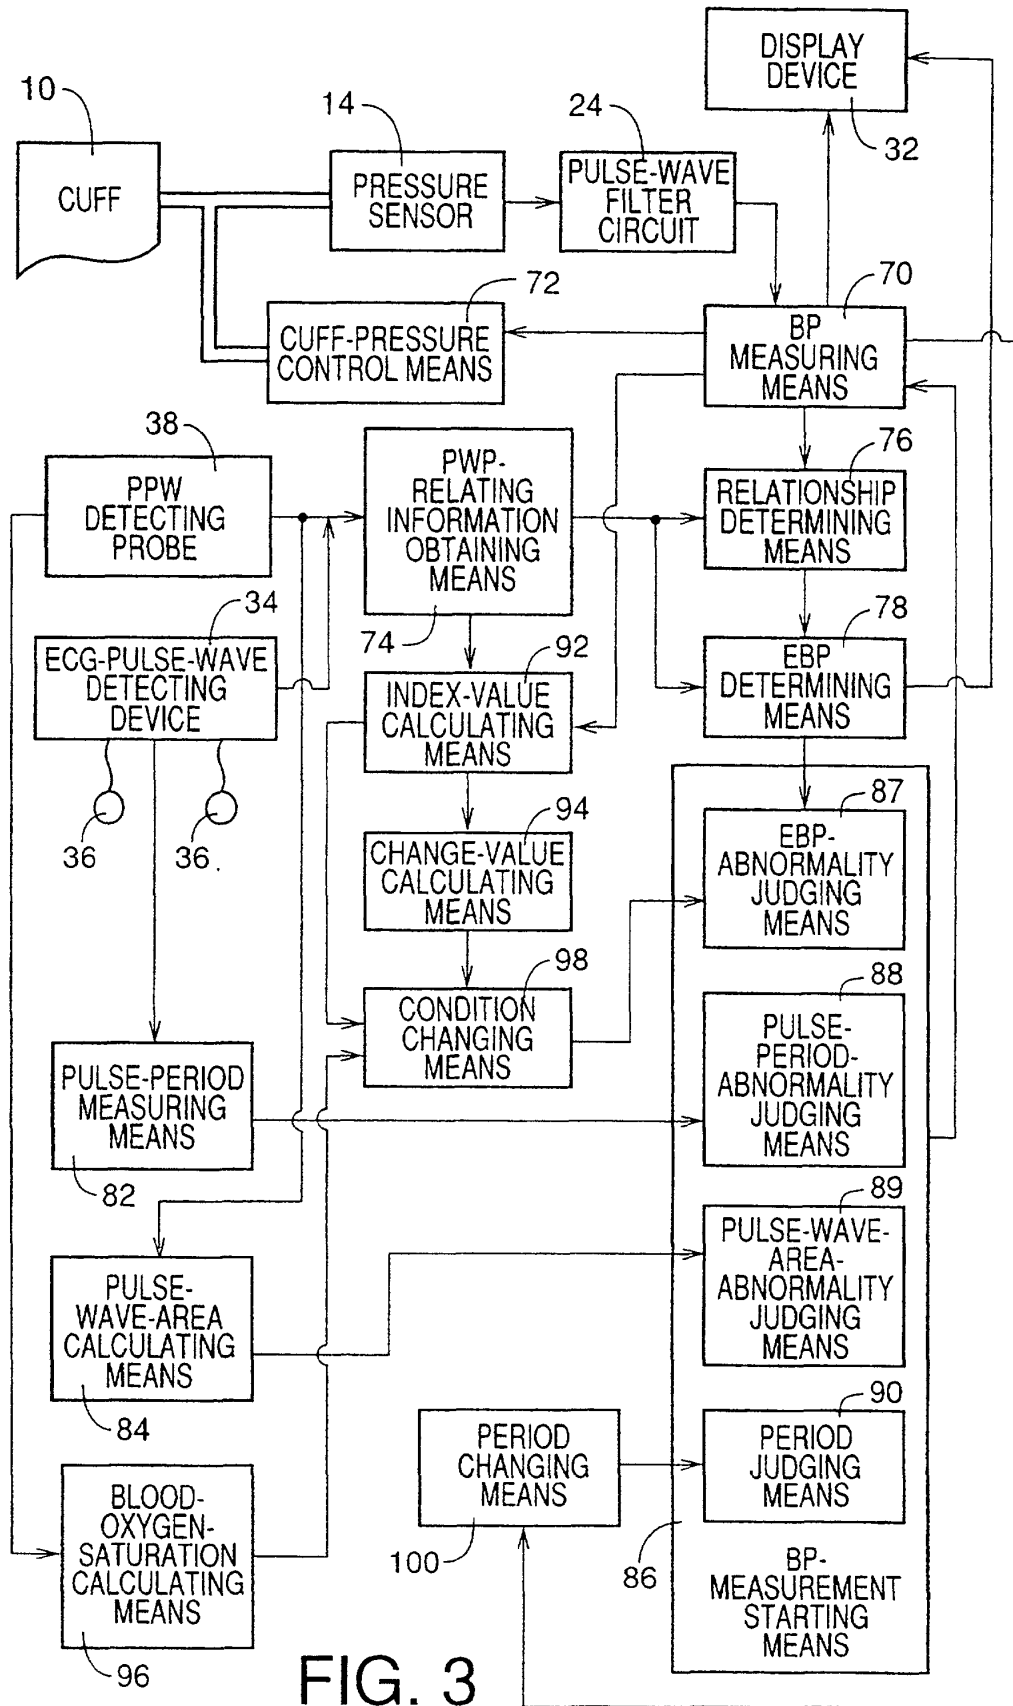 DISPLAY
DEVICE
32
10
CUFF
14
PRESSURE
SENSOR
24
PULSE-WAVE
FILTER
CIRCUIT
72
CUFF-PRESSURE
CONTROL MEANS
70
BP
MEASURING
MEANS
38
PPW
DETECTING
PROBE
PWP-
RELATING
INFORMATION
OBTAINING
MEANS
74
76
RELATIONSHIP
DETERMINING
MEANS
34
ECG-PULSE-WAVE
DETECTING
DEVICE
36
36
78
EBP
DETERMINING
MEANS
92
INDEX-VALUE
CALCULATING
MEANS
94
CHANGE-VALUE
CALCULATING
MEANS
87
EBP-
ABNORMALITY
JUDGING
MEANS
98
CONDITION
CHANGING
MEANS
88
PULSE-
PERIOD-
ABNORMALITY
JUDGING
MEANS
PULSE-PERIOD
MEASURING
MEANS
82
89
PULSE-WAVE-
AREA-
ABNORMALITY
JUDGING
MEANS
PULSE-
WAVE-AREA
CALCULATING
MEANS
84
90
PERIOD
JUDGING
MEANS
PERIOD
CHANGING
MEANS
100
BLOOD-
OXYGEN-
SATURATION
CALCULATING
MEANS
96
86
BP-
MEASUREMENT
STARTING
MEANS
FIG. 3